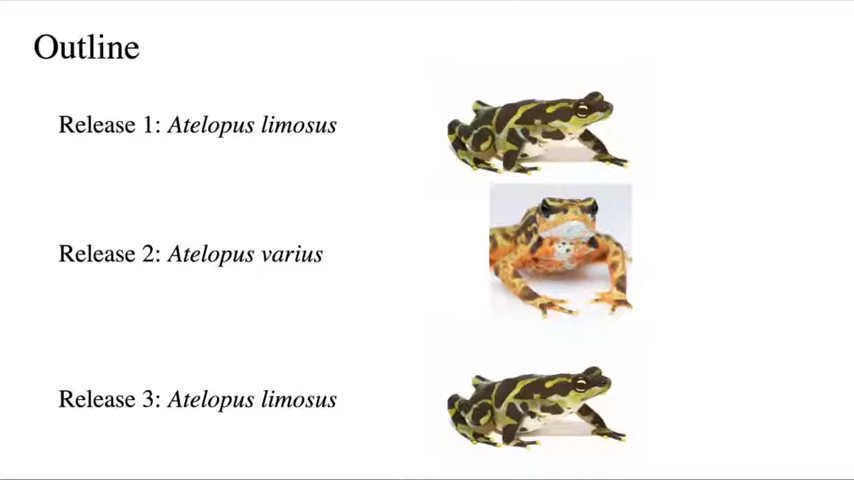 Outline
Release 1: Atelopus limosus
Release 2: Atelopus varius
Release 3: Atelopus limosus